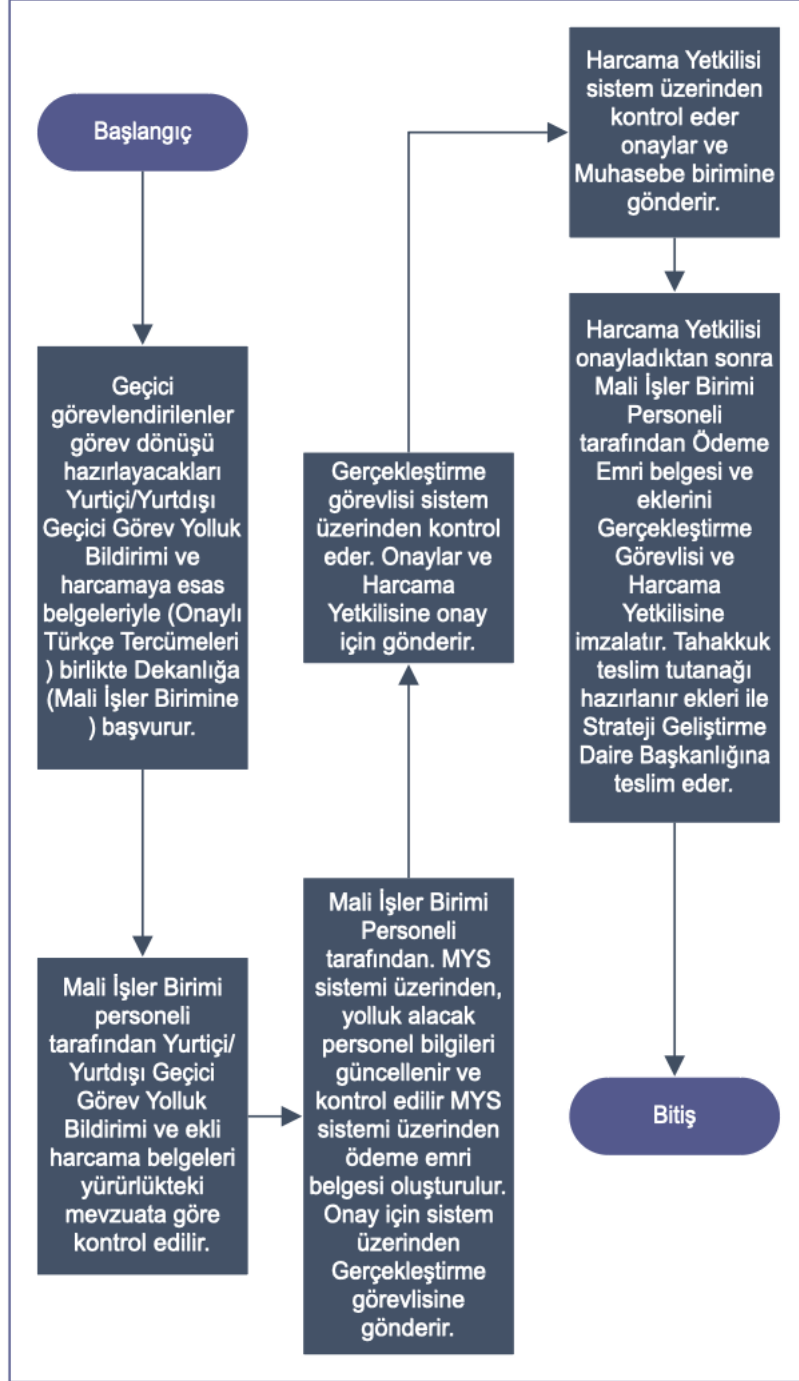 Başlangıç
Geçici
görevlendirilenler
görev dönüşü
hazırlayacakları
Yurtiçi/Yurtdışı
Geçici Görev Yolluk
Bildirimi ve
harcamaya esas
belgeleriyle (Onaylı
Türkçe Tercümeleri
) birlikte Dekanlığa
(Mali İşler Birimine
) başvurur.
Mali İşler Birimi
personeli
tarafından Yurtiçi/
Yurtdışı Geçici
Görev Yolluk
Bildirimi ve ekli
harcama belgeleri
yürürlükteki
mevzuata göre
kontrol edilir.
Mali İşler Birimi
Personeli
tarafından. MYS
sistemi üzerinden,
yolluk alacak
personel bilgileri
güncellenir ve
kontrol edilir MYS
sistemi üzerinden
ödeme emri
belgesi oluşturulur.
Onay için sistem
üzerinden
Gerçekleştirme
görevlisine
gönderir.
Gerçekleştirme
görevlisi sistem
üzerinden kontrol
eder. Onaylar ve
Harcama
Yetkilisine onay
için gönderir.
Harcama Yetkilisi
sistem üzerinden
kontrol eder
onaylar ve
Muhasebe birimine
gönderir.
Harcama Yetkilisi
onayladıktan sonra
Mali İşler Birimi
Personeli
tarafından Ödeme
Emri belgesi ve
eklerini
Gerçekleştirme
Görevlisi ve
Harcama
Yetkilisine
imzalatır. Tahakkuk
teslim tutanağı
hazırlanır ekleri ile
Strateji Geliştirme
Daire Başkanlığına
teslim eder.
Bitiş